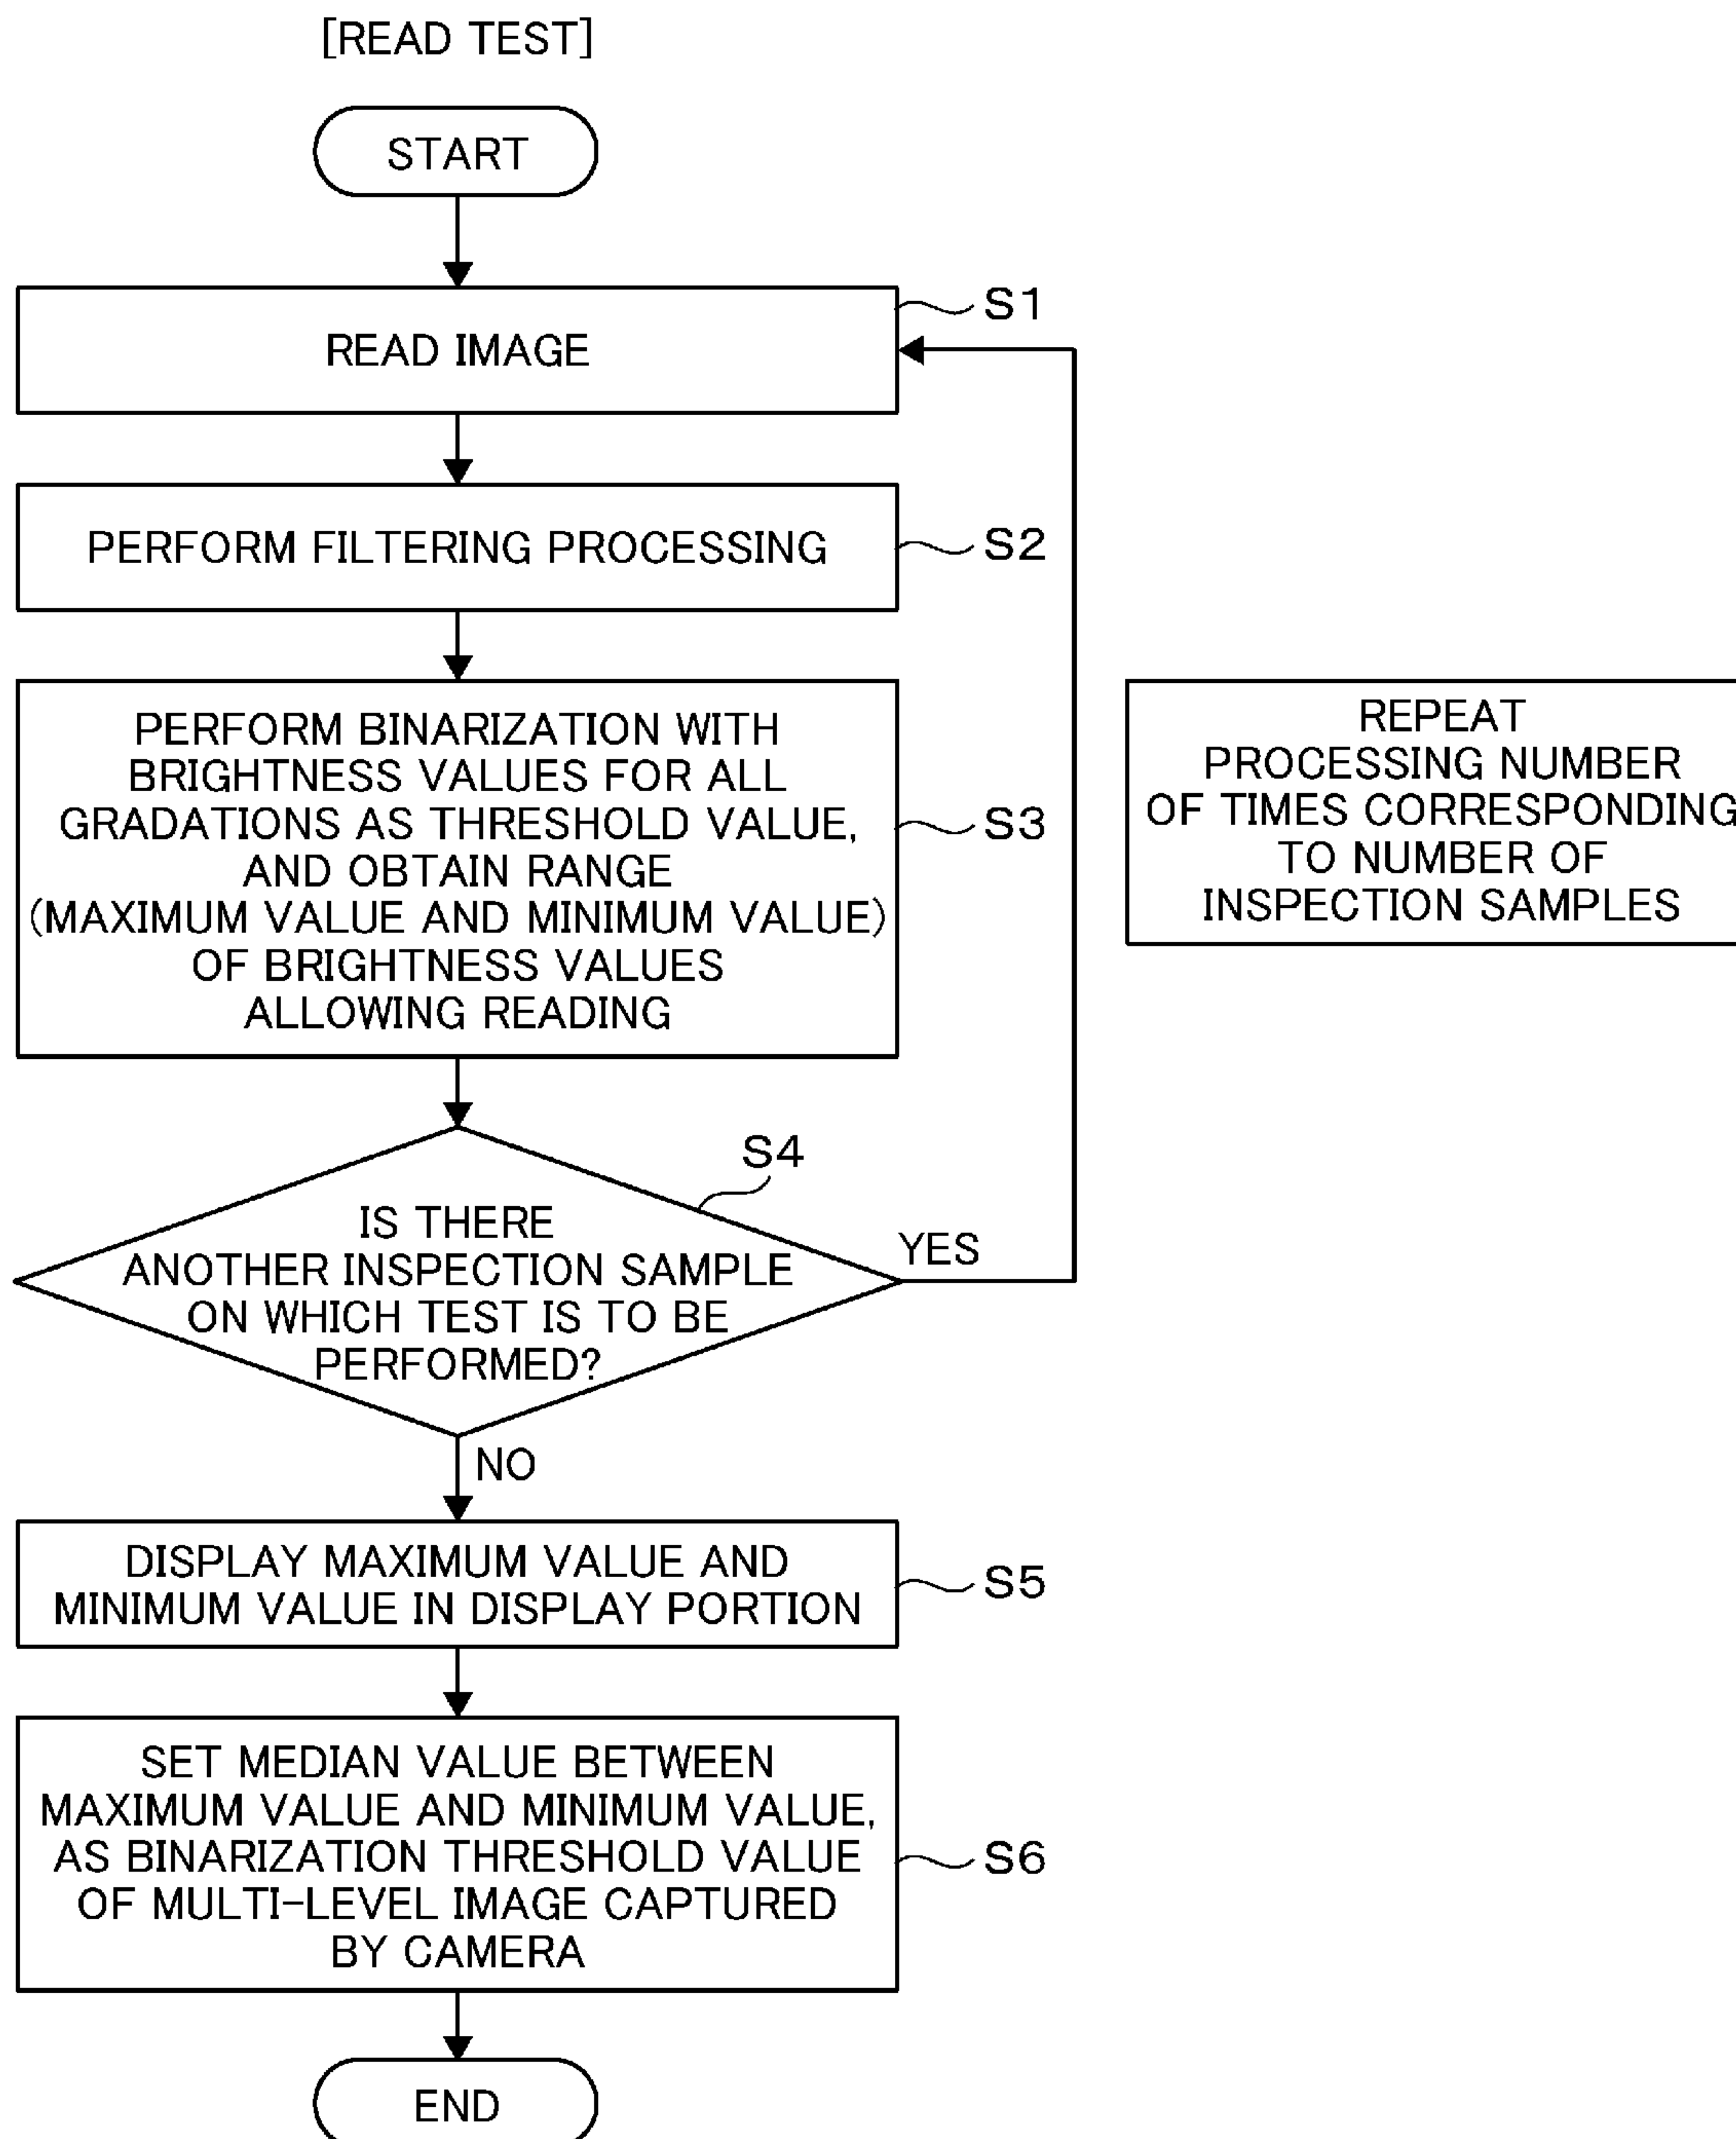 [READ TEST]
START
READ IMAGE
S1
PERFORM FILTERING PROCESSING
S2
PERFORM BINARIZATION WITH
BRIGHTNESS VALUES FOR ALL
GRADATIONS AS THRESHOLD VALUE,
AND OBTAIN RANGE
(MAXIMUM VALUE AND MINIMUM VALUE)
OF BRIGHTNESS VALUES
ALLOWING READING
S3
REPEAT
PROCESSING NUMBER
OF TIMES CORRESPONDING
TO NUMBER OF
INSPECTION SAMPLES
S4
IS THERE
ANOTHER INSPECTION SAMPLE
ON WHICH TEST IS TO BE
PERFORMED?
YES
NO
DISPLAY MAXIMUM VALUE AND
MINIMUM VALUE IN DISPLAY PORTION
S5
SET MEDIAN VALUE BETWEEN
MAXIMUM VALUE AND MINIMUM VALUE,
AS BINARIZATION THRESHOLD VALUE
OF MULTI-LEVEL IMAGE CAPTURED
BY CAMERA
S6
END